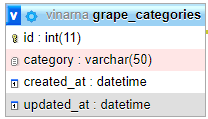 v vinarna grape_categories
id : int(11)
category : varchar(50)
created_at : datetime
updated_at : datetime